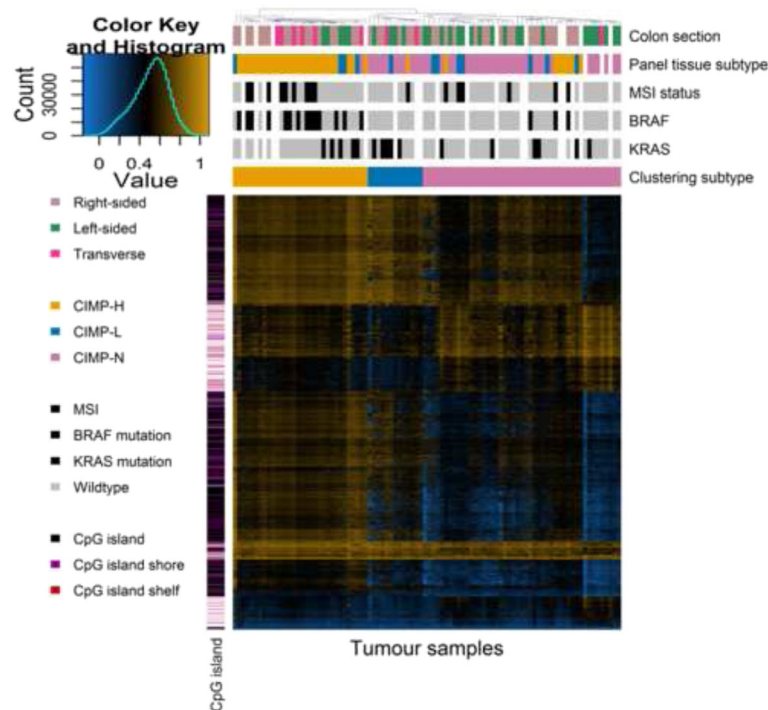 Color Key
and Histogram
Count
0 30000
0 0.4 1
Value
Colon section
Panel tissue subtype
MSI status
BRAF
KRAS
Clustering subtype
Right-sided
Left-sided
Transverse
CIMP-H
CIMP-L
CIMP-N
MSI
BRAF mutation
KRAS mutation
Wildtype
CpG island
CpG island shore
CpG island shelf
CpG island
Tumour samples